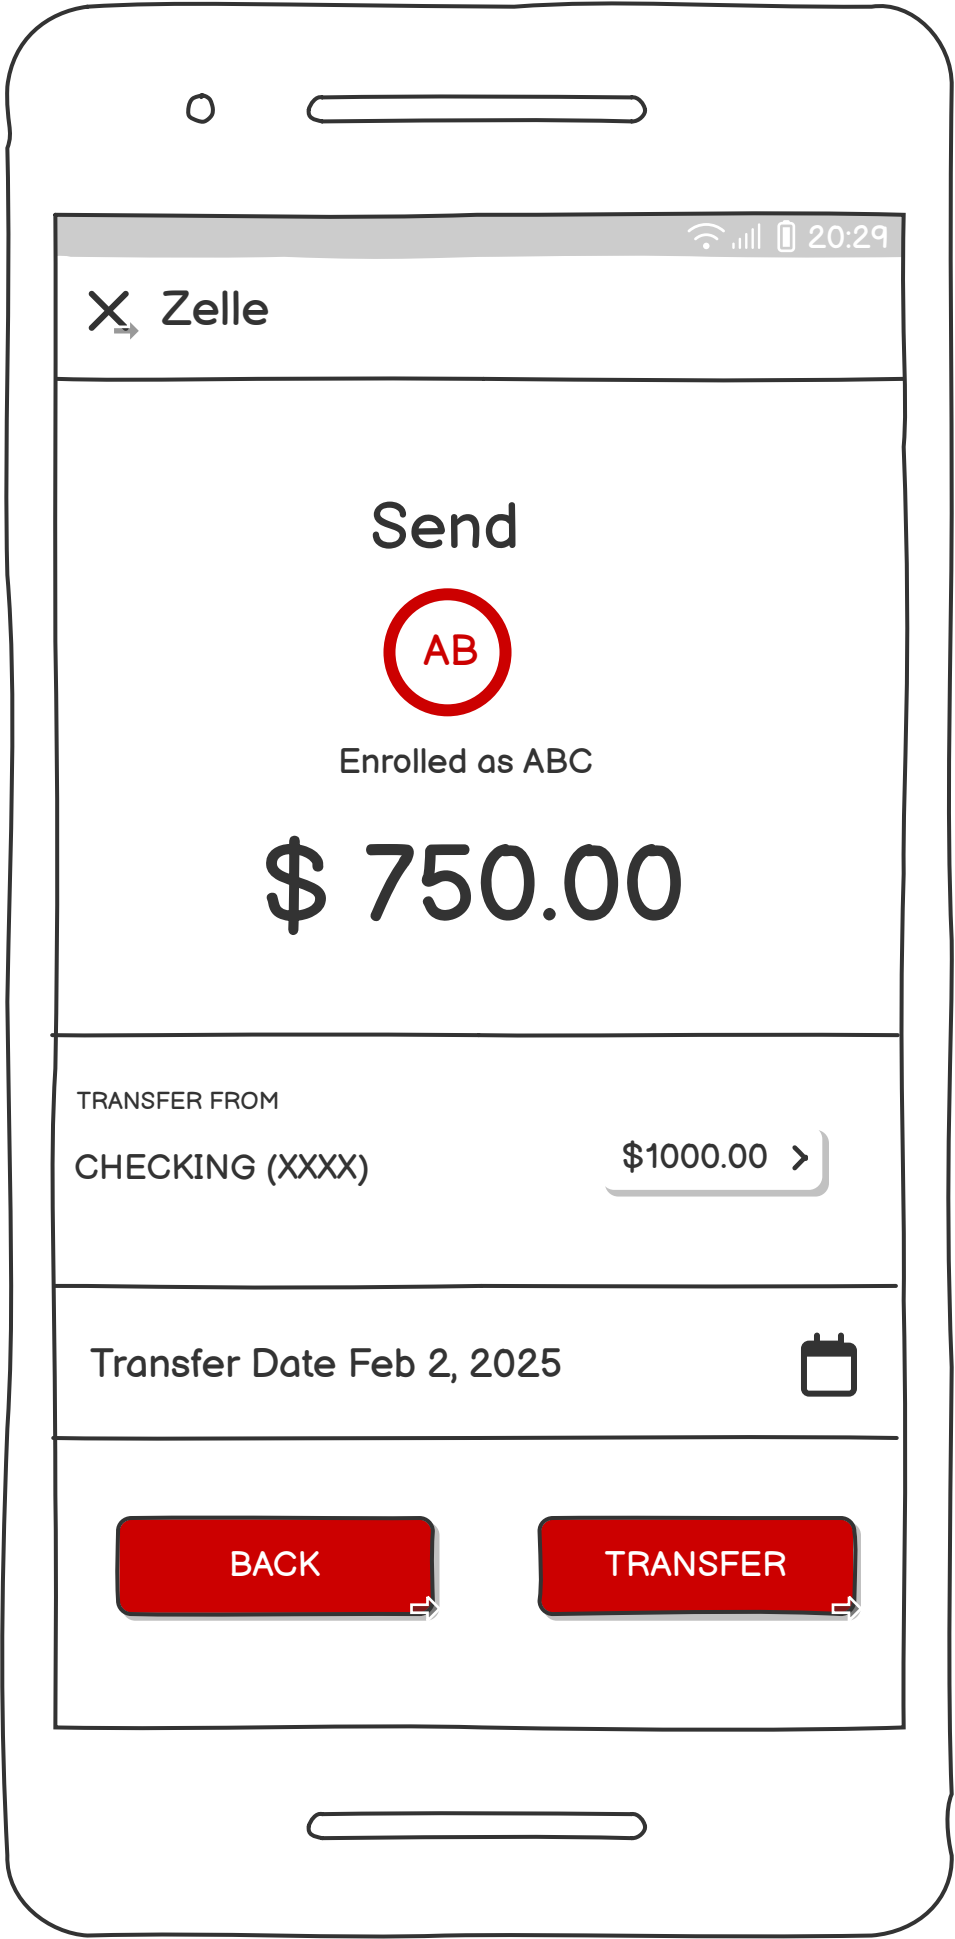 20:29
Zelle
Send
AB
Enrolled as ABC
$ 750.00
TRANSFER FROM
CHECKING (XXXX)
$1000.00
Transfer Date Feb 2, 2025
BACK
TRANSFER